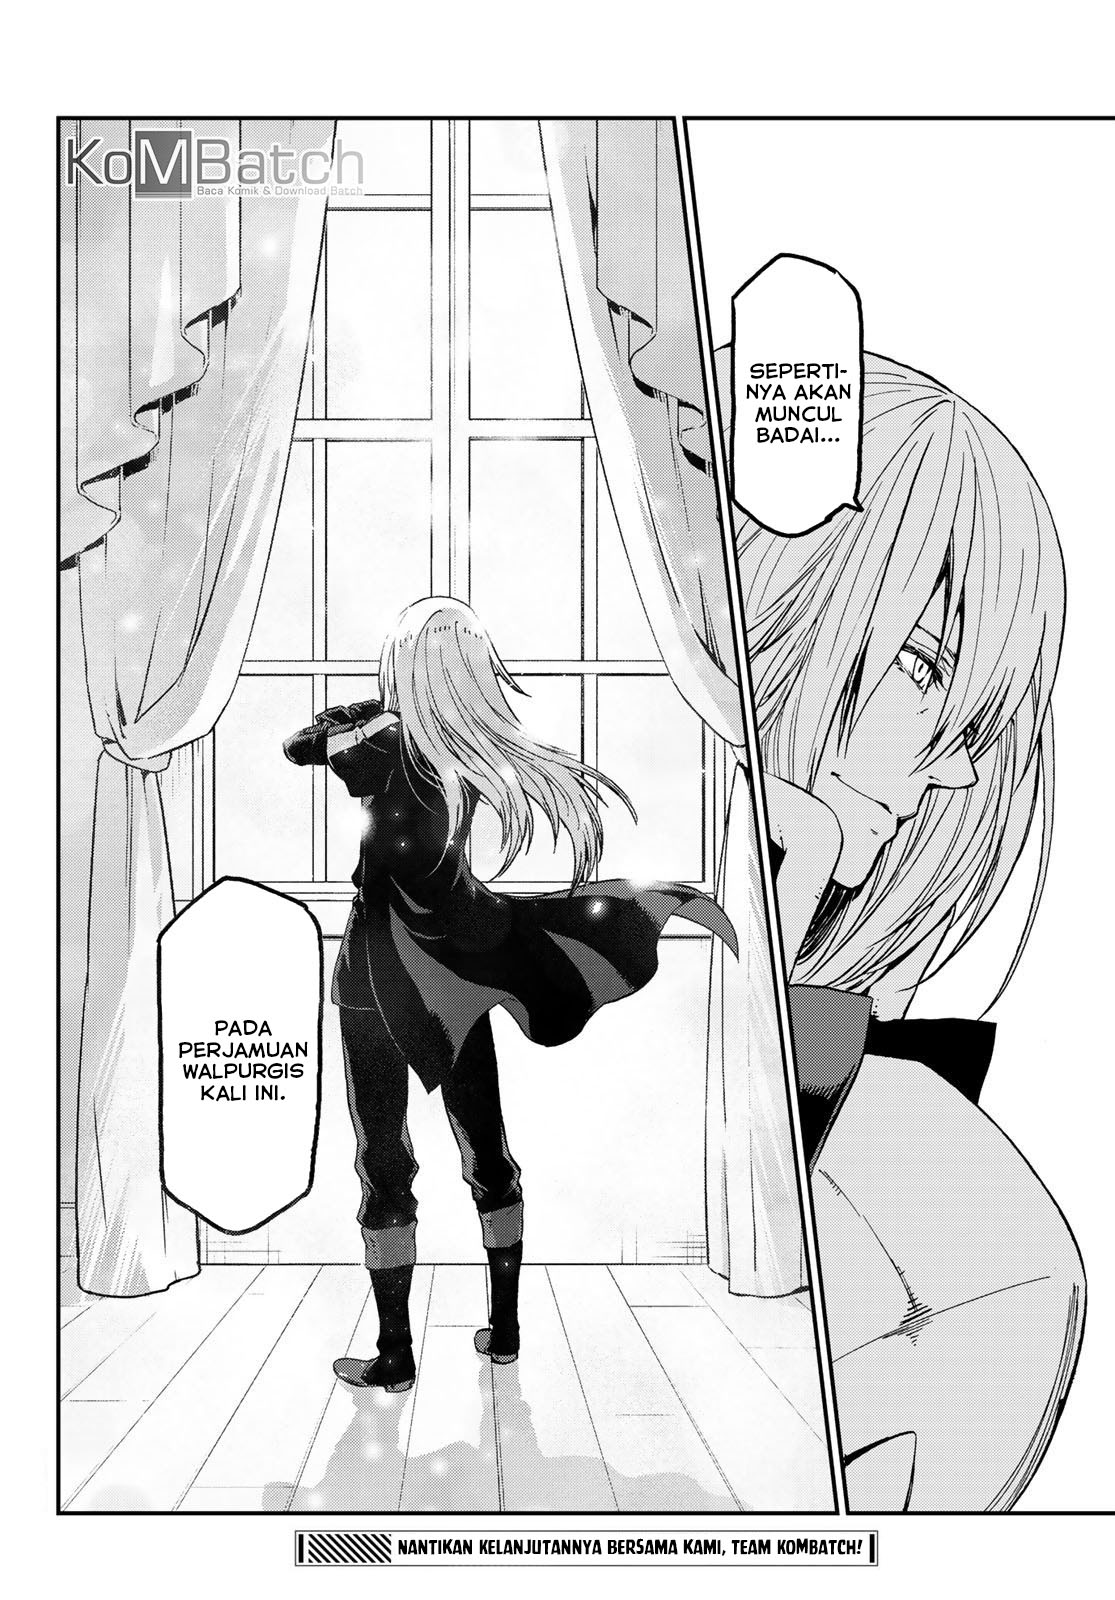 KoMBatch
Baca Komik & Download Batch
SEPERTI-
NYA AKAN
MUNCUL
BADAI...
PADA
PERJAMUAN
WALPURGIS
KALI INI.
NANTIKAN KELANJUTANNYA BERSAMA KAMI, TEAM KOMBATCH!